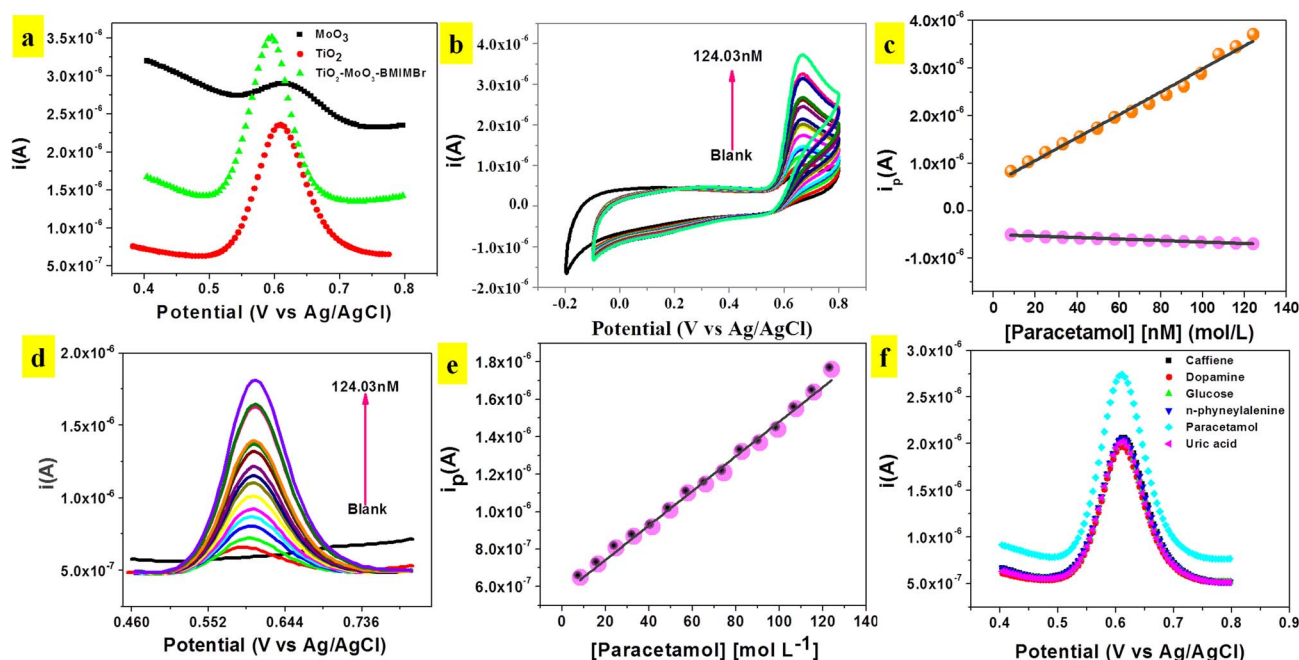 a
3.5x10⁻⁶
3.0x10⁻⁶
2.5x10⁻⁶
2.0x10⁻⁶
1.5x10⁻⁶
1.0x10⁻⁶
5.0x10⁻⁷
i(A)
MoO₃
TiO₂
TiO₂-MoO₃-BMIMBr
0.4 0.5 0.6 0.7 0.8
Potential (V vs Ag/AgCl)
b
4.0x10⁻⁶
3.0x10⁻⁶
2.0x10⁻⁶
1.0x10⁻⁶
0.0
-1.0x10⁻⁶
-2.0x10⁻⁶
i(A)
124.03nM
Blank
-0.2 0.0 0.2 0.4 0.6 0.8
Potential (V vs Ag/AgCl)
c
4.0x10⁻⁶
3.0x10⁻⁶
2.0x10⁻⁶
1.0x10⁻⁶
0.0
-1.0x10⁻⁶
iₚ(A)
0 20 40 60 80 100 120 140
[Paracetamol] [nM] (mol/L)
d
2.0x10⁻⁶
1.5x10⁻⁶
1.0x10⁻⁶
5.0x10⁻⁷
i(A)
124.03nM
Blank
0.460 0.552 0.644 0.736
Potential (V vs Ag/AgCl)
e
1.8x10⁻⁶
1.6x10⁻⁶
1.4x10⁻⁶
1.2x10⁻⁶
1.0x10⁻⁶
8.0x10⁻⁷
6.0x10⁻⁷
iₚ(A)
0 20 40 60 80 100 120 140
[Paracetamol] [mol L⁻¹]
f
3.0x10⁻⁶
2.5x10⁻⁶
2.0x10⁻⁶
1.5x10⁻⁶
1.0x10⁻⁶
5.0x10⁻⁷
0.0
i(A)
Caffiene
Dopamine
Glucose
n-phyneylalenine
Paracetamol
Uric acid
0.4 0.5 0.6 0.7 0.8 0.9
Potential (V vs Ag/AgCl)